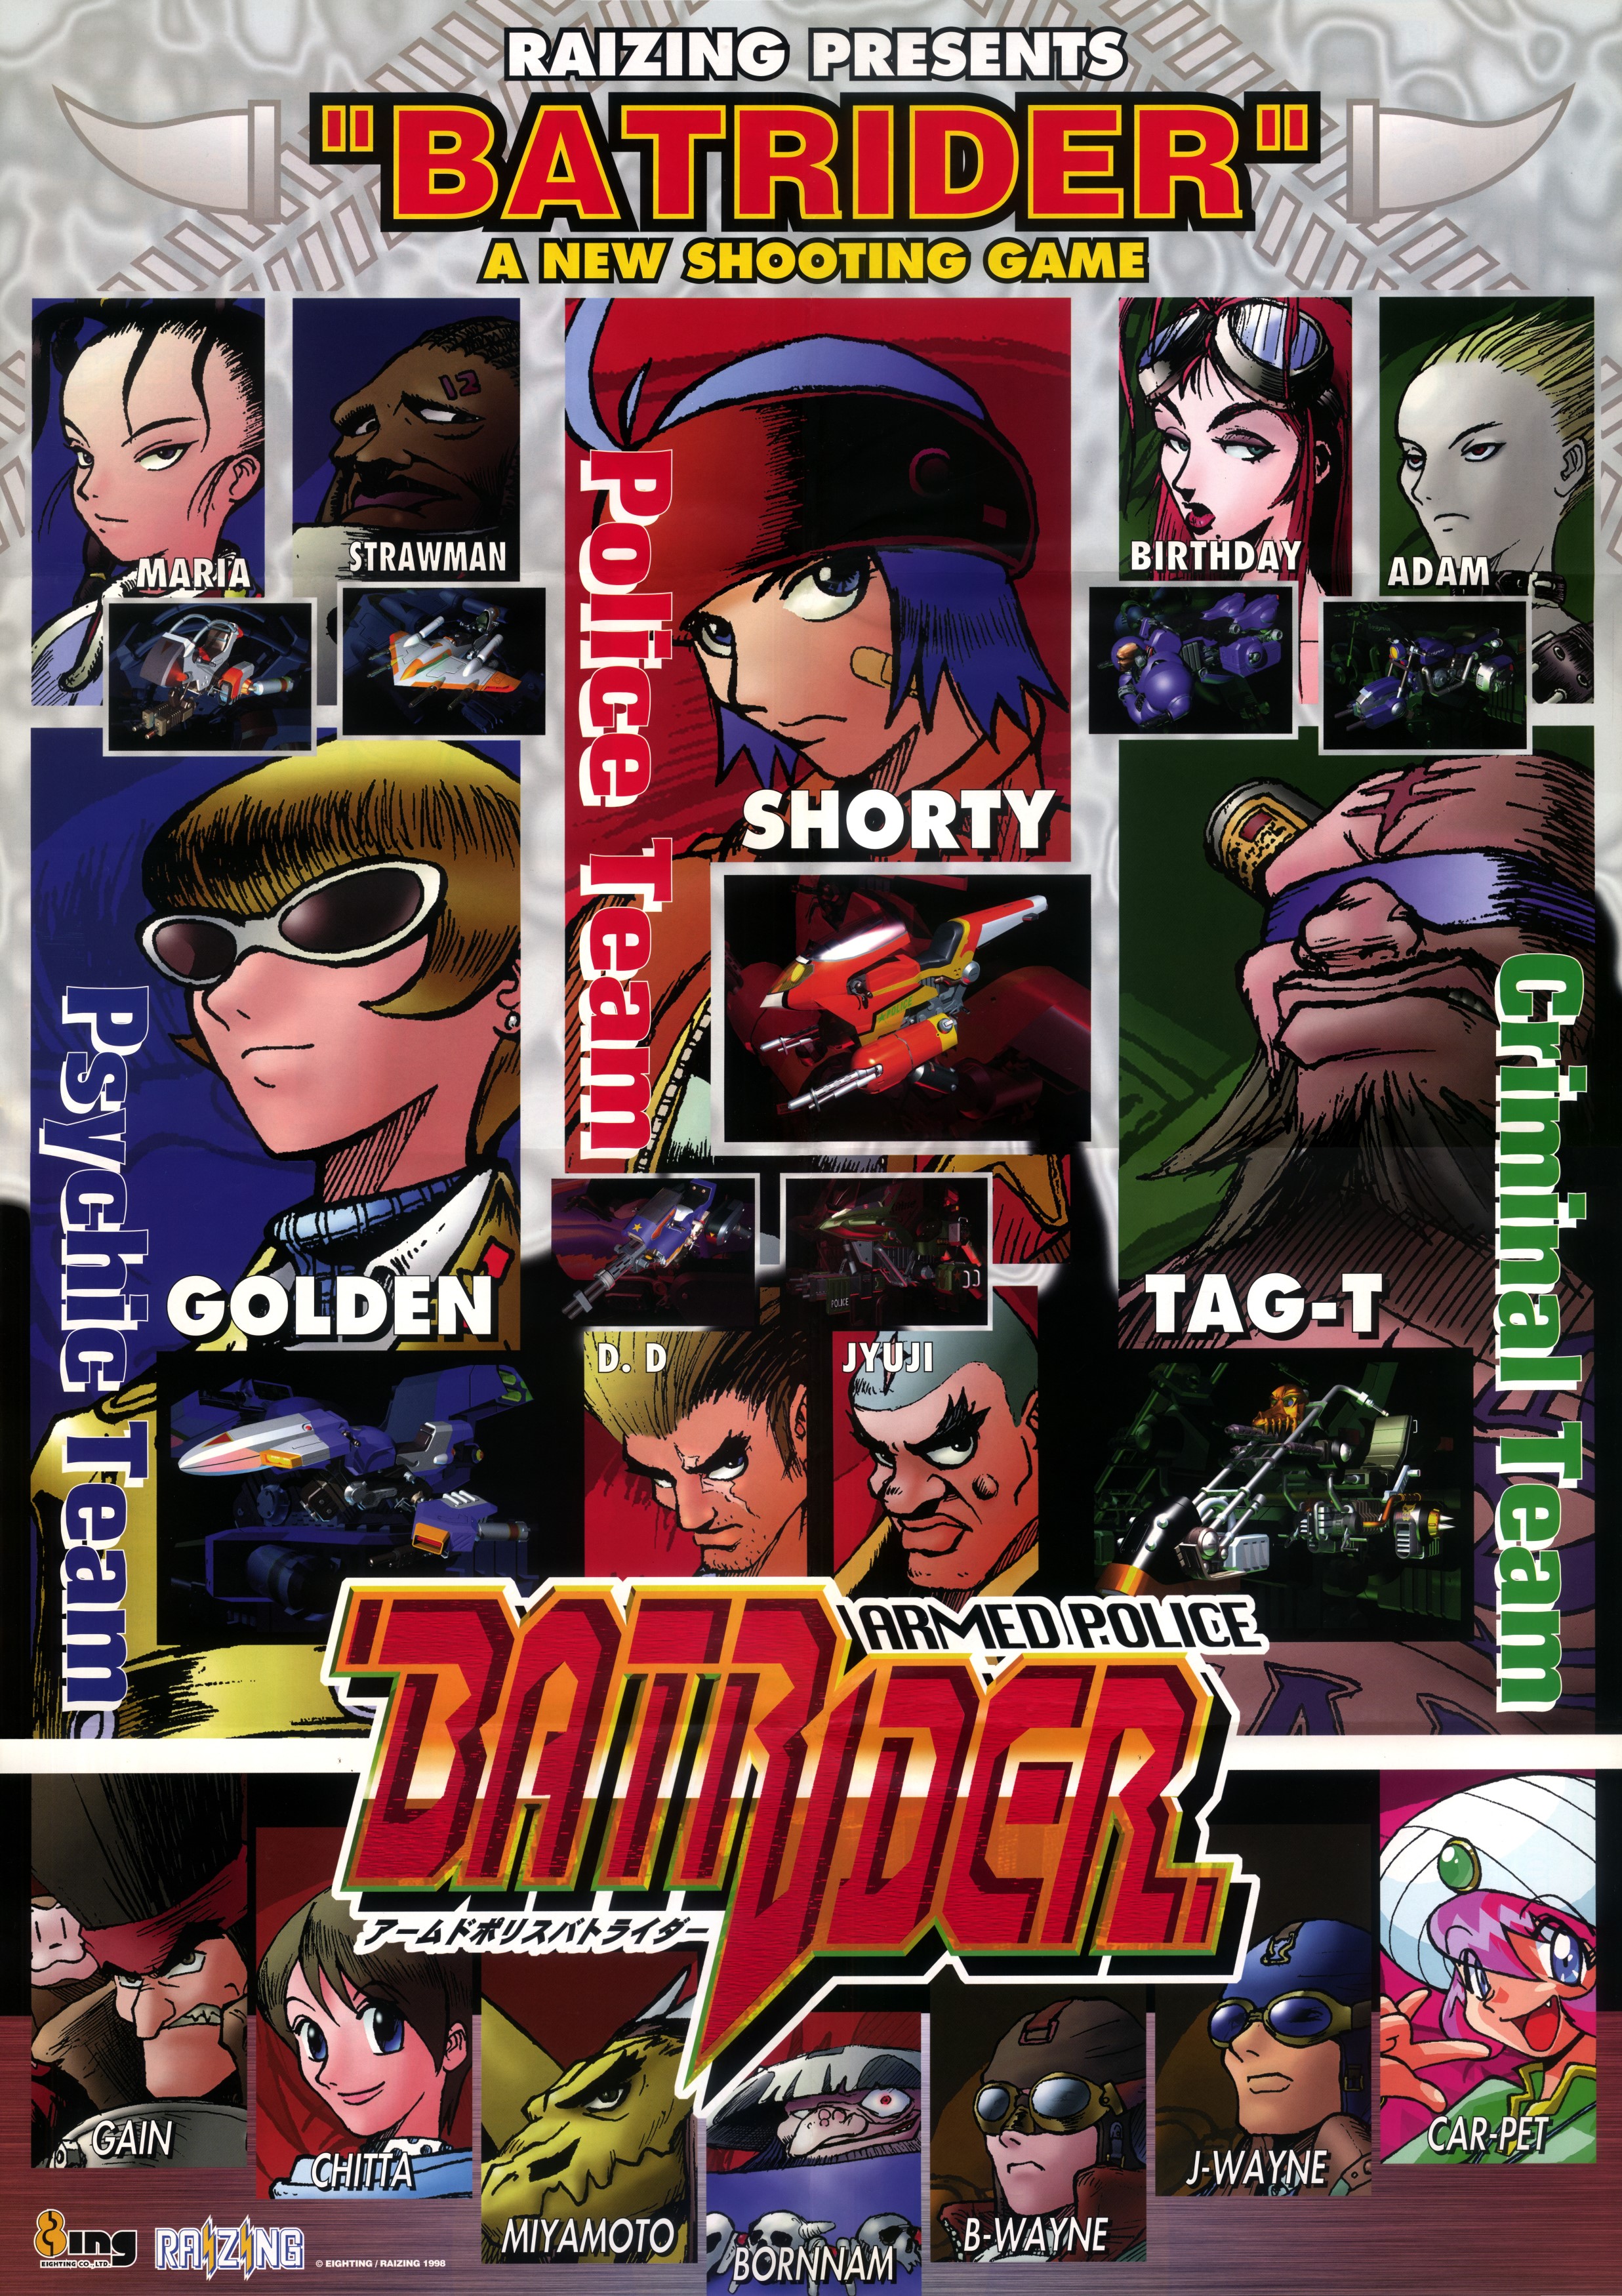 RAIZING PRESENTS
"BATRIDER"
A NEW SHOOTING GAME
MARIA
STRAWMAN
12
BIRTHDAY
ADAM
Police Team
SHORTY
Psychic Team
GOLDEN
Criminal Team
TAG-T
POLICE
D. D
JYUJI
ARMED POLICE
BATRIDER
アームドポリスバトライダー
GAIN
CHITTA
MIYAMOTO
BORNNAM
B-WAYNE
J-WAYNE
CAR-PET
8ing
EIGHTING CO.,LTD.
RAIZING
© EIGHTING / RAIZING 1998